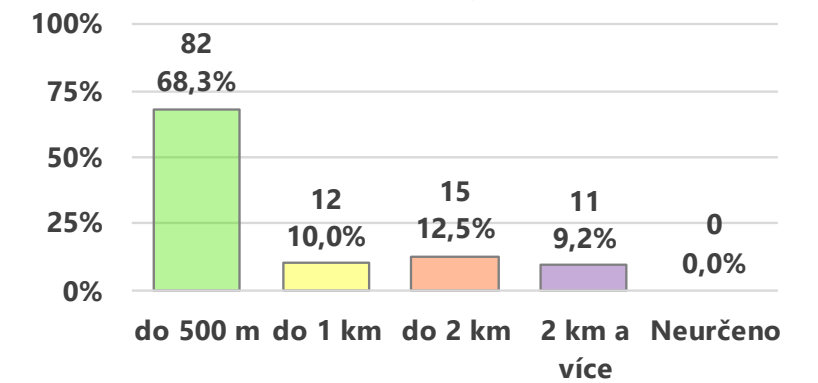 100%
75%
50%
25%
0%
82
68,3%
12
10,0%
15
12,5%
11
9,2%
0
0,0%
do 500 m
do 1 km
do 2 km
2 km a
více
Neurčeno